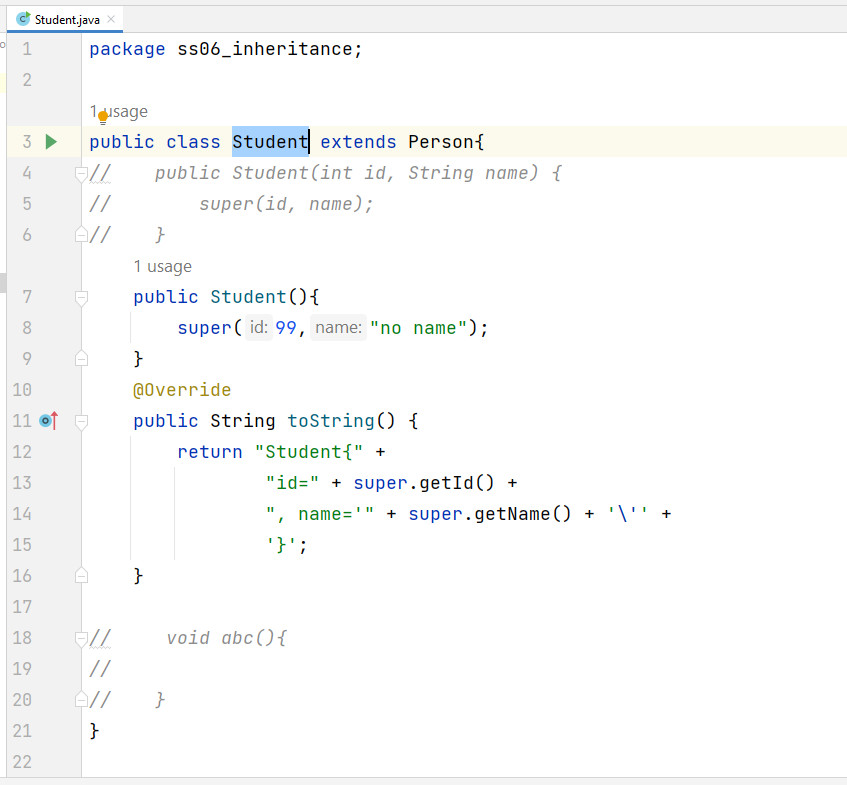 Student.java
1 package ss06_inheritance;
2
1 usage
3 public class Student extends Person{
4 //    public Student(int id, String name) {
5 //        super(id, name);
6 //    }
1 usage
7     public Student(){
8         super( id: 99, name: "no name");
9     }
10     @Override
11     public String toString() {
12         return "Student{" +
13                 "id=" + super.getId() +
14                 ", name='" + super.getName() + '\'' +
15                 '}';
16     }
17
18 //     void abc(){
19 //
20 //    }
21 }
22